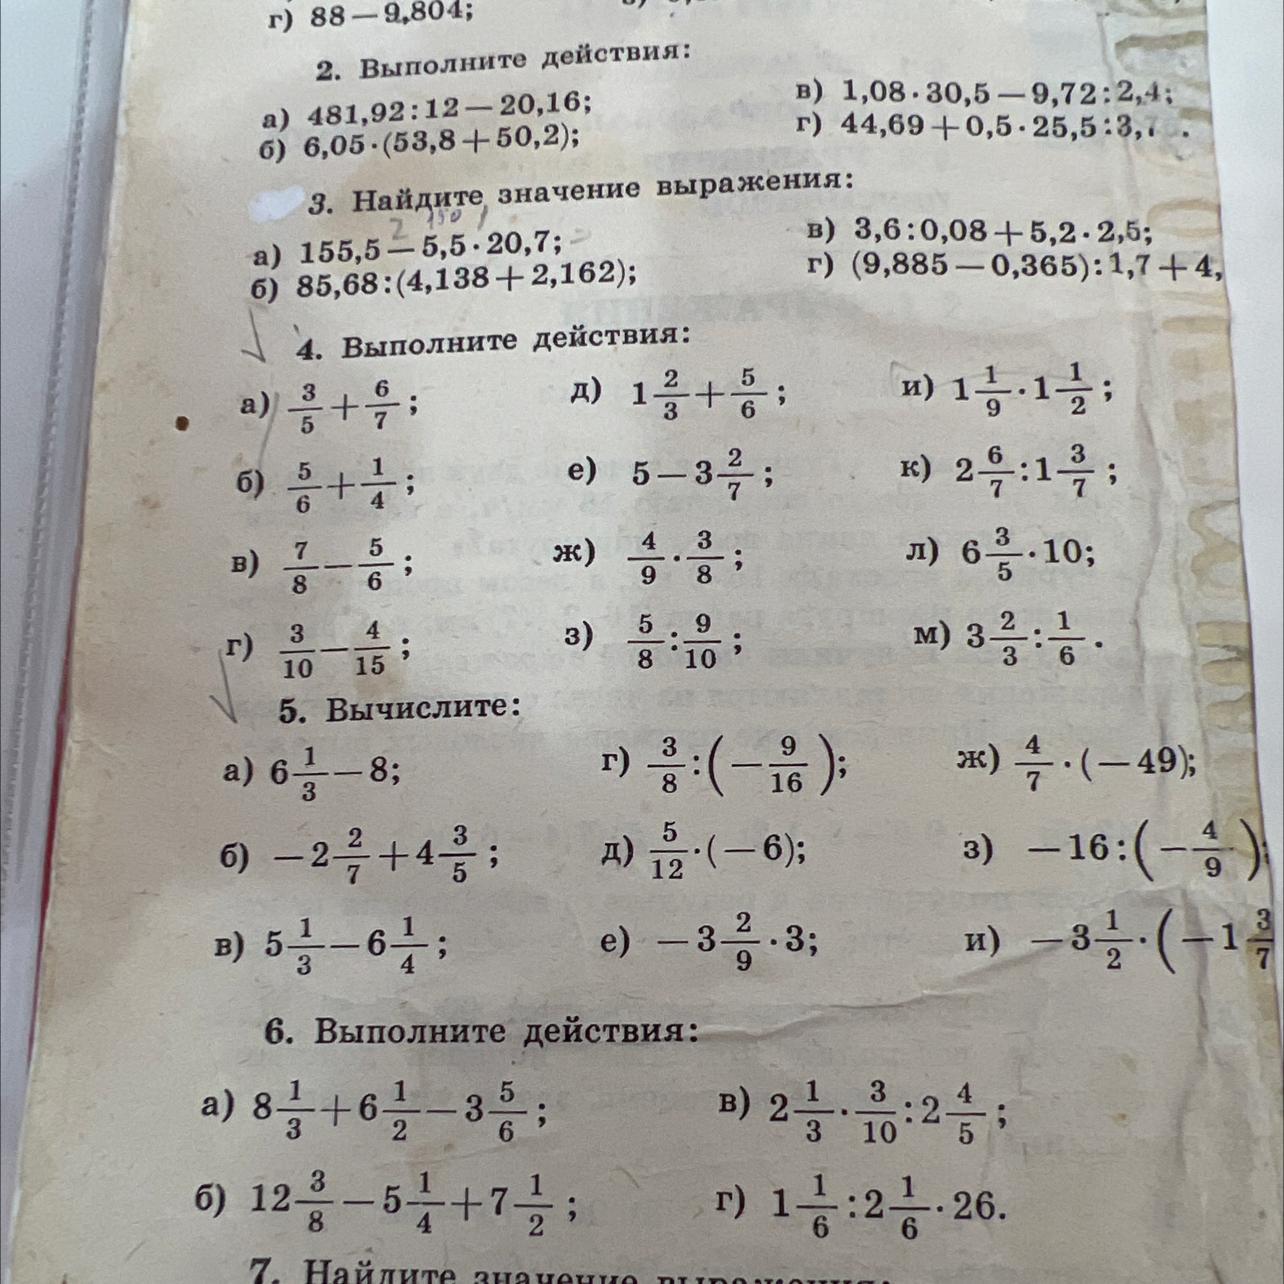 г) 88 − 9,804;
2. Выполните действия:
а) 481,92 : 12 − 20,16;
в) 1,08 · 30,5 − 9,72 : 2,4;
б) 6,05 · (53,8 + 50,2);
г) 44,69 + 0,5 · 25,5 : 3,
3. Найдите значение выражения:
а) 155,5 − 5,5 · 20,7;
в) 3,6 : 0,08 + 5,2 · 2,5;
б) 85,68 : (4,138 + 2,162);
г) (9,885 − 0,365) : 1,7 + 4,
4. Выполните действия:
а) 3/5 + 6/7; д) 1 2/3 + 5/6; и) 1 1/9 · 1 1/2;
б) 5/6 + 1/4; е) 5 − 3 2/7; к) 2 6/7 : 1 3/7;
в) 7/8 − 5/6; ж) 4/9 · 3/8; л) 6 3/5 · 10;
г) 3/10 − 4/15; з) 5/8 : 9/10; м) 3 2/3 : 1/6.
5. Вычислите:
а) 6 1/3 − 8; г) 3/8 : (− 9/16); ж) 4/7 · (− 49);
б) − 2 2/7 + 4 3/5; д) 5/12 · (− 6); з) − 16 : (− 4/9);
в) 5 1/3 − 6 1/4; е) − 3 2/9 · 3; и) − 3 1/2 · (− 1 3/7
6. Выполните действия:
а) 8 1/3 + 6 1/2 − 3 5/6; в) 2 1/3 · 3/10 : 2 4/5;
б) 12 3/8 − 5 1/4 + 7 1/2; г) 1 1/6 : 2 1/6 · 26.
7. Найдите значение выражения: